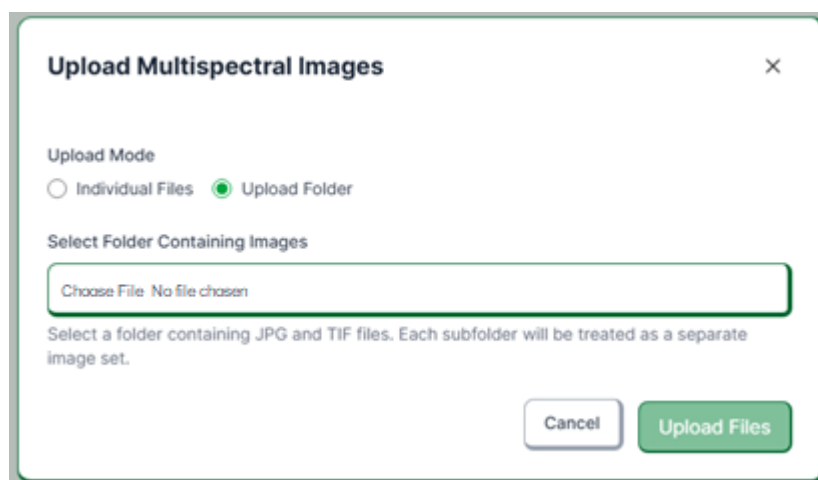 Upload Multispectral Images ×
Upload Mode
Individual Files Upload Folder
Select Folder Containing Images
Choose File No file chosen
Select a folder containing JPG and TIF files. Each subfolder will be treated as a separate
image set.
Cancel Upload Files